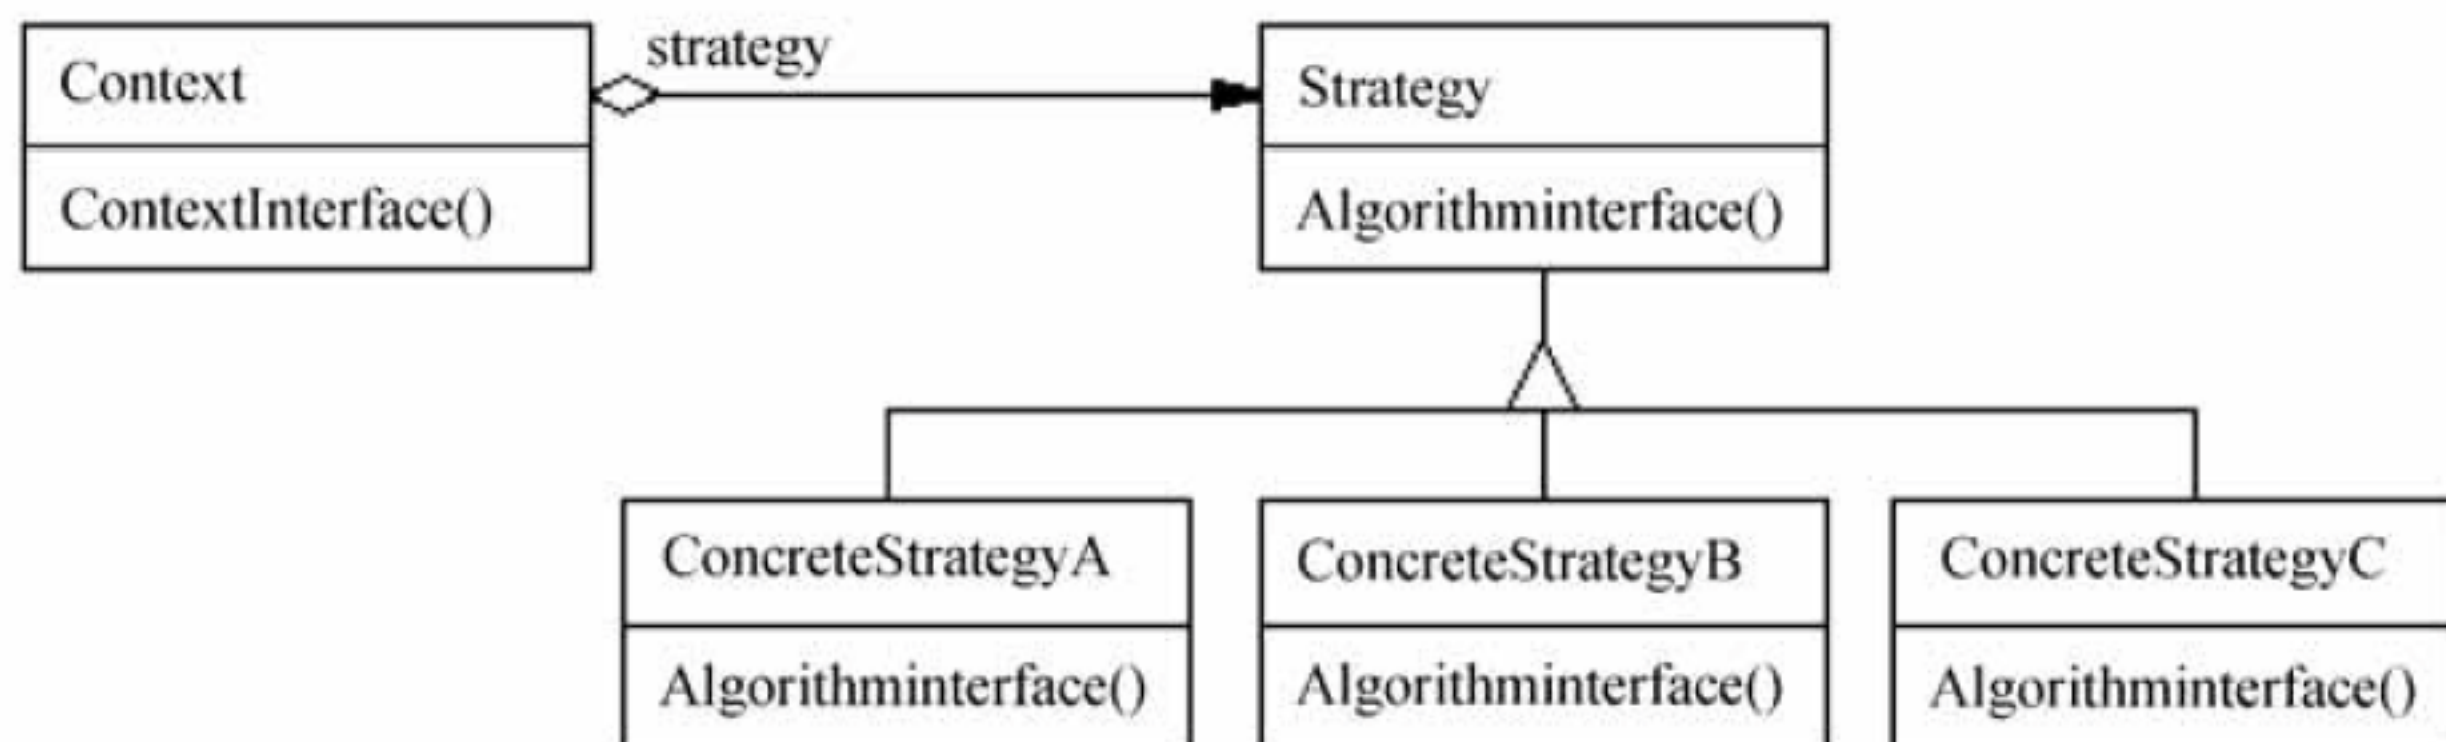 strategy
Context
Strategy
ContextInterface()
Algorithminterface()
ConcreteStrategyA
ConcreteStrategyB
ConcreteStrategyC
Algorithminterface()
Algorithminterface()
Algorithminterface()